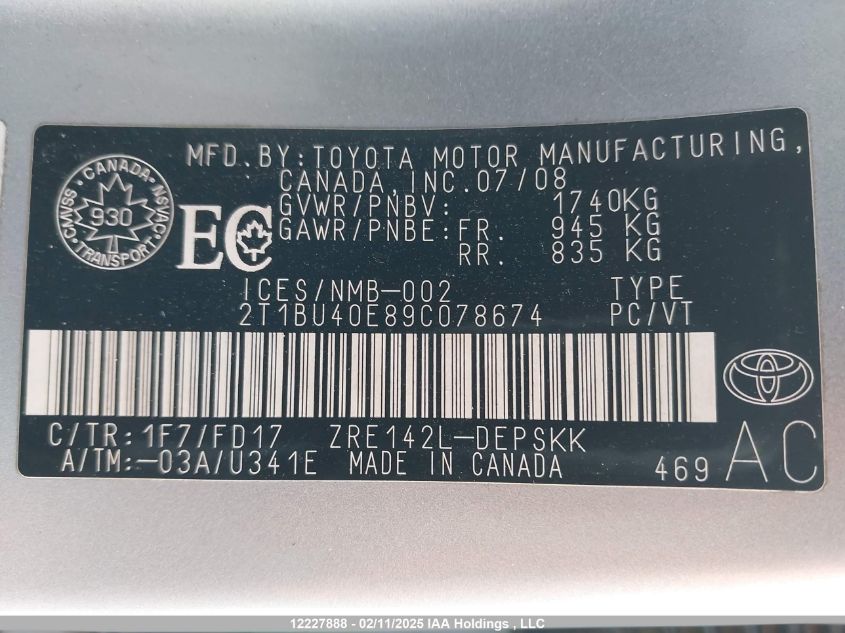 MFD. BY: TOYOTA MOTOR MANUFACTURING,
CANADA, INC. 07/08
CANADA
CMVSS
NSVAC
930
TRANSPORT
EC
GVWR/PNBV: 1740KG
GAWR/PNBE: FR. 945 KG
RR. 835 KG
ICES/NMB-002 TYPE
2T1BU40E89C078674 PC/VT
C/TR: 1F7/FD17 ZRE142L-DEPSKK
A/TM: -03A/U341E MADE IN CANADA 469 AC
12227888 - 02/11/2025 IAA Holdings , LLC